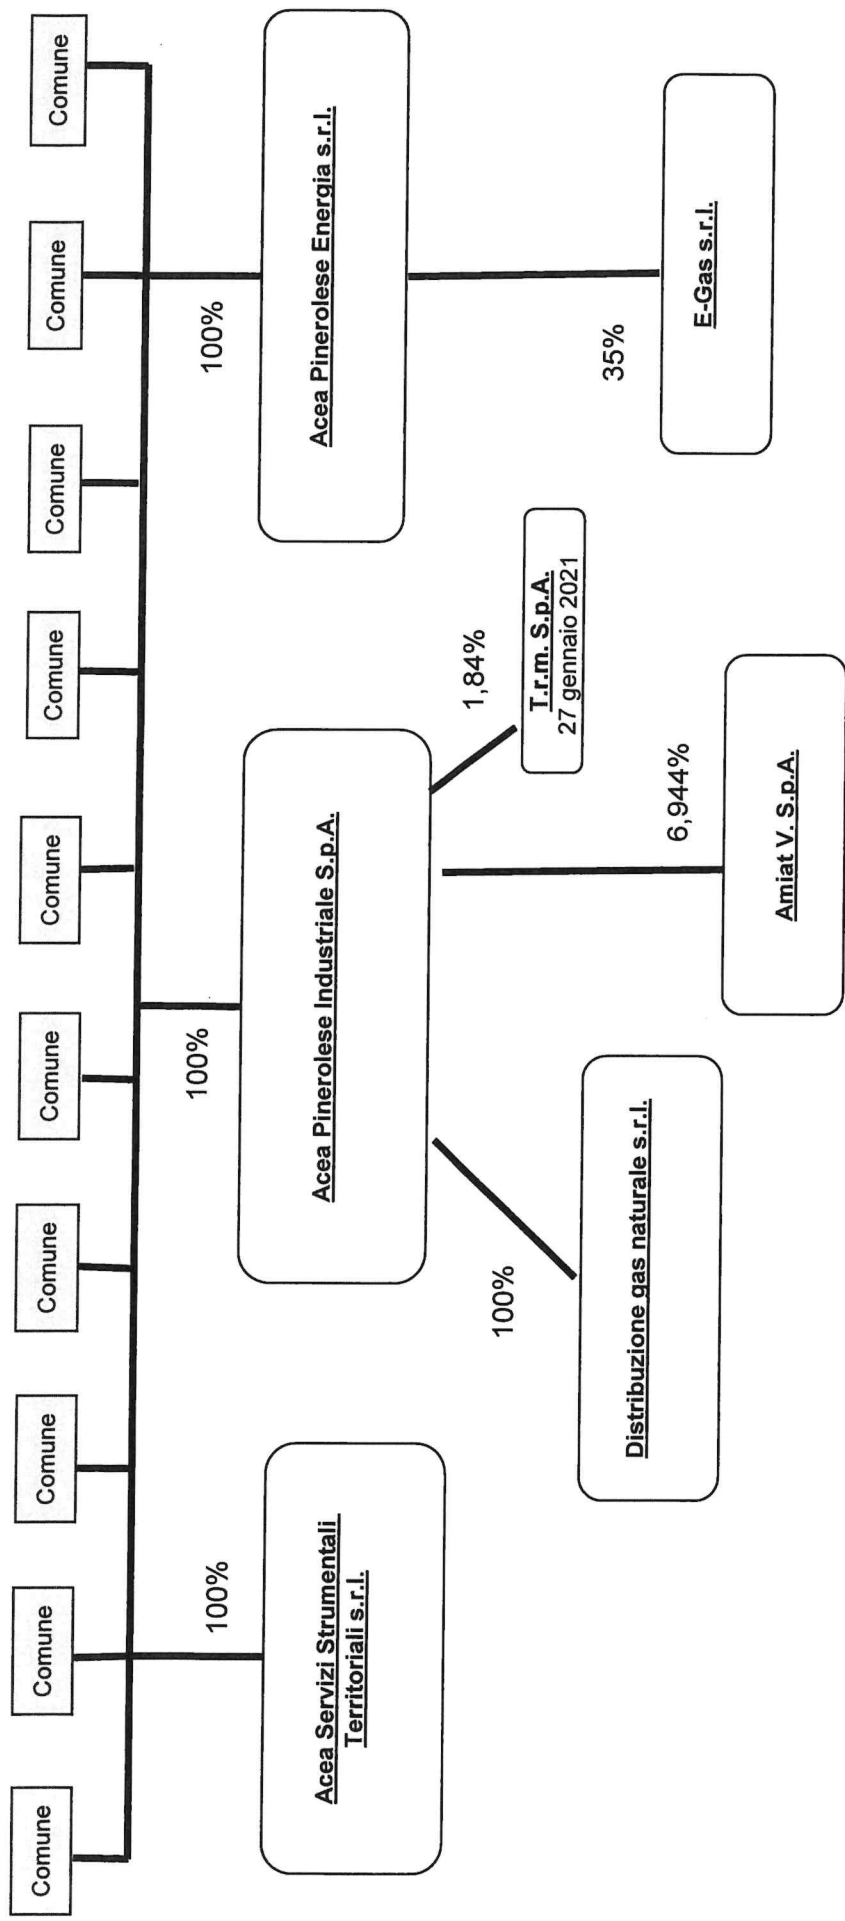 Comune
Comune
Comune
Comune
Comune
Comune
Comune
Comune
Comune
Comune
100%
100%
100%
Acea Servizi Strumentali
Territoriali s.r.l.
Acea Pinerolese Industriale S.p.A.
Acea Pinerolese Energia s.r.l.
100%
6,944%
1,84%
35%
Distribuzione gas naturale s.r.l.
Amiat V. S.p.A.
T.r.m. S.p.A.
27 gennaio 2021
E-Gas s.r.l.